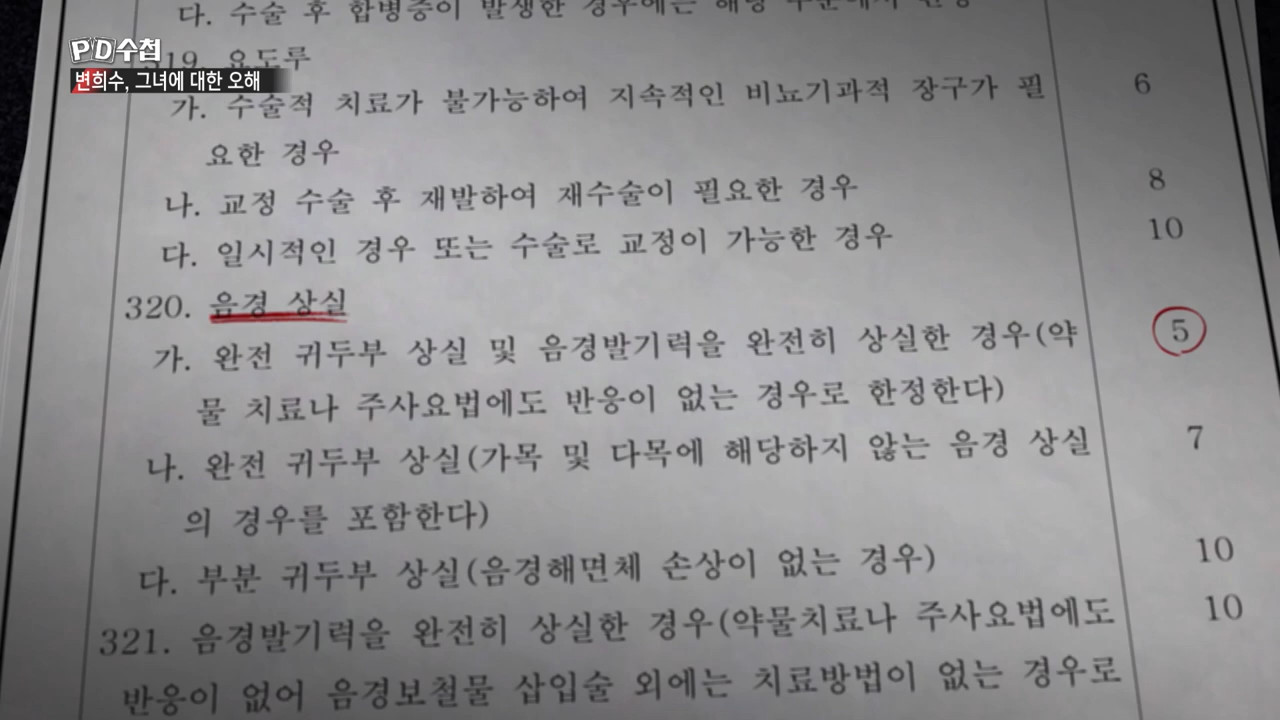 PD수첩
변희수, 그녀에 대한 오해
다. 수술 후 합병증이 발생한 경우에는 해당
319. 요도루
가. 수술적 치료가 불가능하여 지속적인 비뇨기과적 장구가 필 6
요한 경우
나. 교정 수술 후 재발하여 재수술이 필요한 경우 8
다. 일시적인 경우 또는 수술로 교정이 가능한 경우 10
320. 음경 상실
가. 완전 귀두부 상실 및 음경발기력을 완전히 상실한 경우(약 5
물 치료나 주사요법에도 반응이 없는 경우로 한정한다)
나. 완전 귀두부 상실(가목 및 다목에 해당하지 않는 음경 상실 7
의 경우를 포함한다)
다. 부분 귀두부 상실(음경해면체 손상이 없는 경우) 10
321. 음경발기력을 완전히 상실한 경우(약물치료나 주사요법에도 10
반응이 없어 음경보철물 삽입술 외에는 치료방법이 없는 경우로